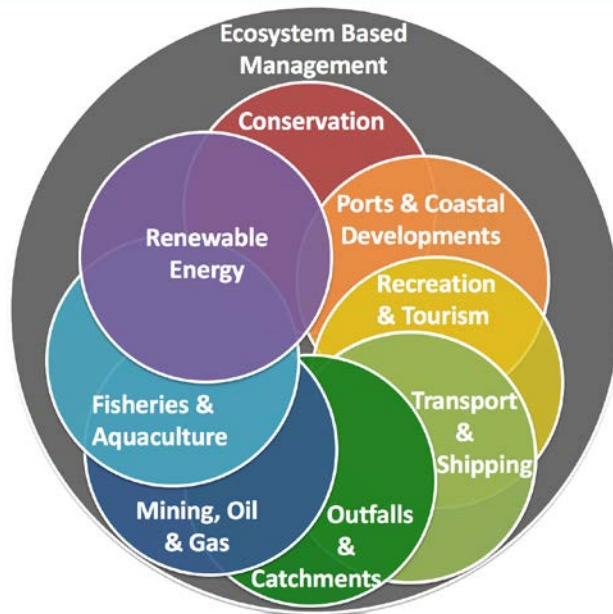 Ecosystem Based
Management
Conservation
Ports & Coastal
Developments
Renewable
Energy
Recreation
& Tourism
Fisheries &
Aquaculture
Transport
&
Shipping
Mining, Oil
& Gas
Outfalls
&
Catchments